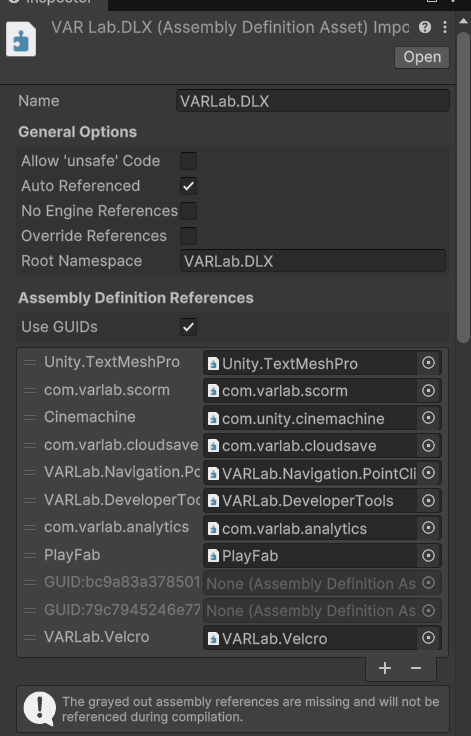 Inspector
VAR Lab.DLX (Assembly Definition Asset) Impo
Open
Name VARLab.DLX
General Options
Allow 'unsafe' Code
Auto Referenced
No Engine References
Override References
Root Namespace VARLab.DLX
Assembly Definition References
Use GUIDs
Unity.TextMeshPro Unity.TextMeshPro
com.varlab.scorm com.varlab.scorm
Cinemachine com.unity.cinemachine
com.varlab.cloudsave com.varlab.cloudsave
VARLab.Navigation.Po VARLab.Navigation.PointCli
VARLab.DeveloperToo VARLab.DeveloperTools
com.varlab.analytics com.varlab.analytics
PlayFab PlayFab
GUID:bc9a83a378501 None (Assembly Definition As
GUID:79c7945246e77 None (Assembly Definition As
VARLab.Velcro VARLab.Velcro
The grayed out assembly references are missing and will not be
referenced during compilation.